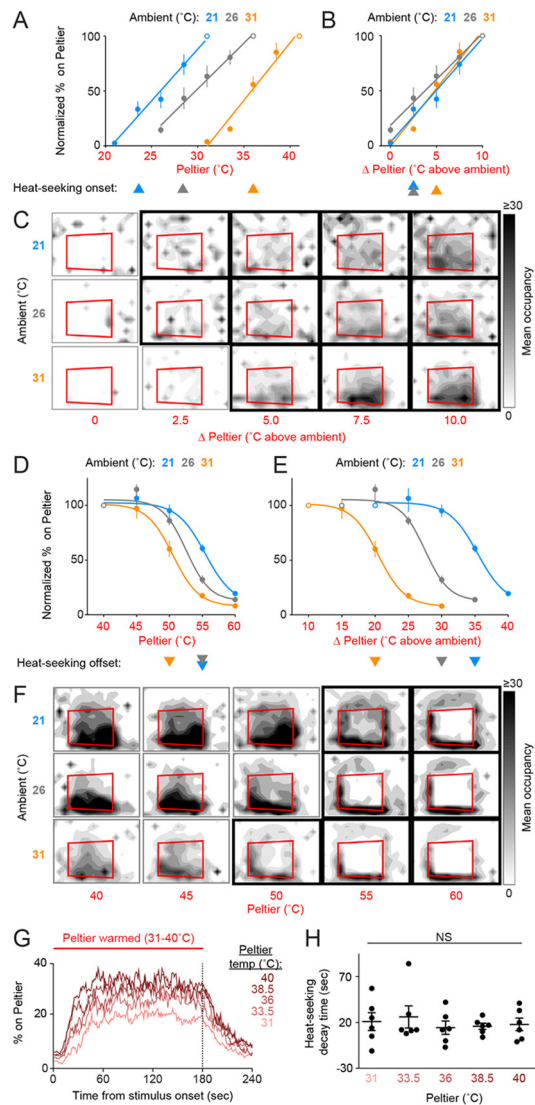 A
B
Ambient (°C): 21 26 31
Ambient (°C): 21 26 31
Normalized % on Peltier
100
50
0
20 25 30 35 40
Peltier (°C)
100
50
0
0 5 10
Δ Peltier (°C above ambient)
Heat-seeking onset:
C
Ambient (°C)
21
26
31
0 2.5 5.0 7.5 10.0
Δ Peltier (°C above ambient)
≥30
Mean occupancy
0
D
E
Ambient (°C): 21 26 31
Ambient (°C): 21 26 31
Normalized % on Peltier
100
50
0
40 45 50 55 60
Peltier (°C)
100
50
0
10 15 20 25 30 35 40
Δ Peltier (°C above ambient)
Heat-seeking offset:
F
Ambient (°C)
21
26
31
40 45 50 55 60
Peltier (°C)
≥30
Mean occupancy
0
G
Peltier warmed (31-40°C)
Peltier
temp (°C):
40
38.5
36
33.5
31
% on Peltier
40
20
0
0 60 120 180 240
Time from stimulus onset (sec)
H
NS
Heat-seeking
decay time (sec)
70
20
-30
31 33.5 36 38.5 40
Peltier (°C)